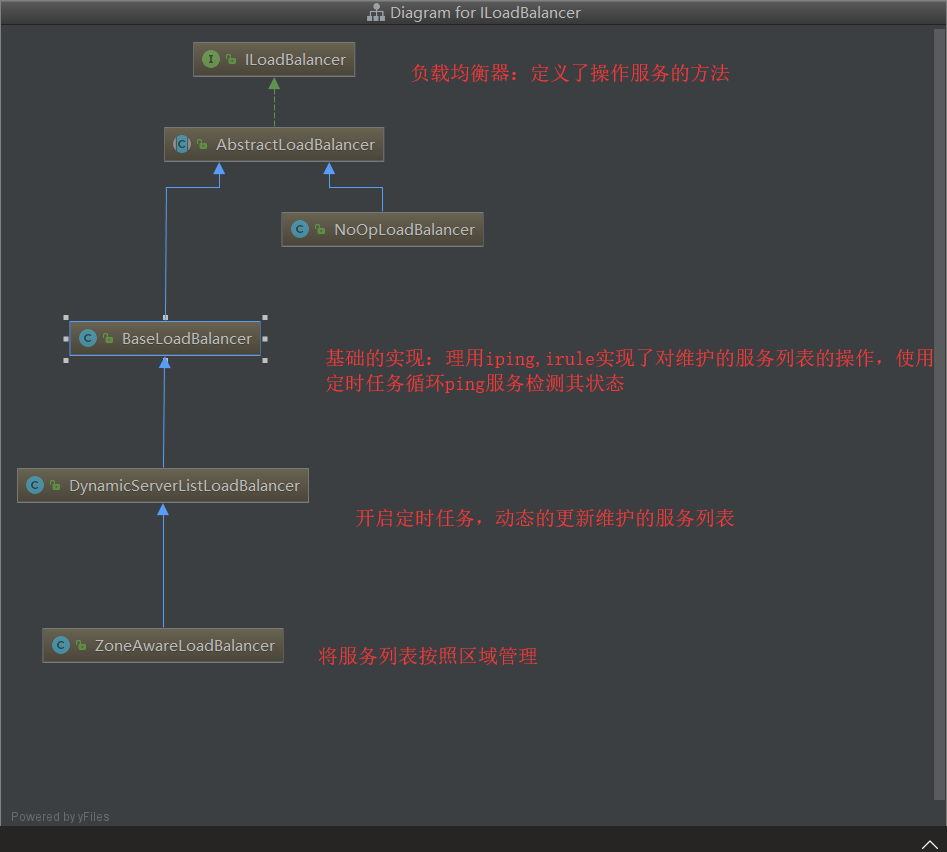 Diagram for ILoadBalancer
ILoadBalancer
负载均衡器：定义了操作服务的方法
AbstractLoadBalancer
NoOpLoadBalancer
BaseLoadBalancer
基础的实现：理用iping,irule实现了对维护的服务列表的操作，使用
定时任务循环ping服务检测其状态
DynamicServerListLoadBalancer
开启定时任务，动态的更新维护的服务列表
ZoneAwareLoadBalancer
将服务列表按照区域管理
Powered by yFiles